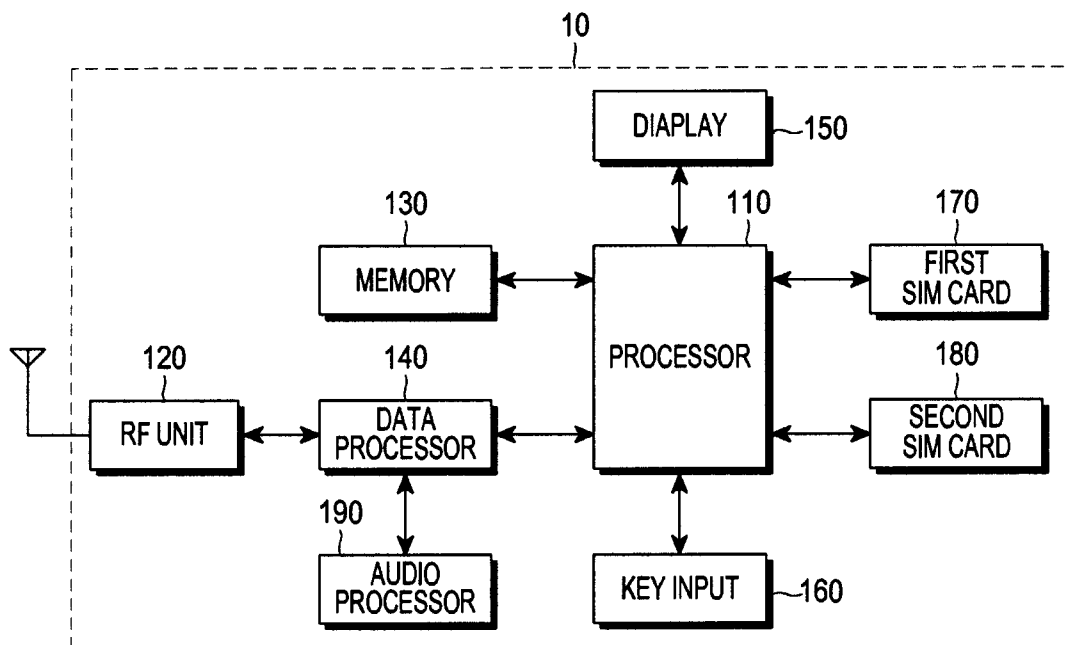 10
DIAPLAY
150
130
110
170
MEMORY
FIRST
SIM CARD
PROCESSOR
120
140
180
RF UNIT
DATA
PROCESSOR
SECOND
SIM CARD
190
AUDIO
PROCESSOR
KEY INPUT
160